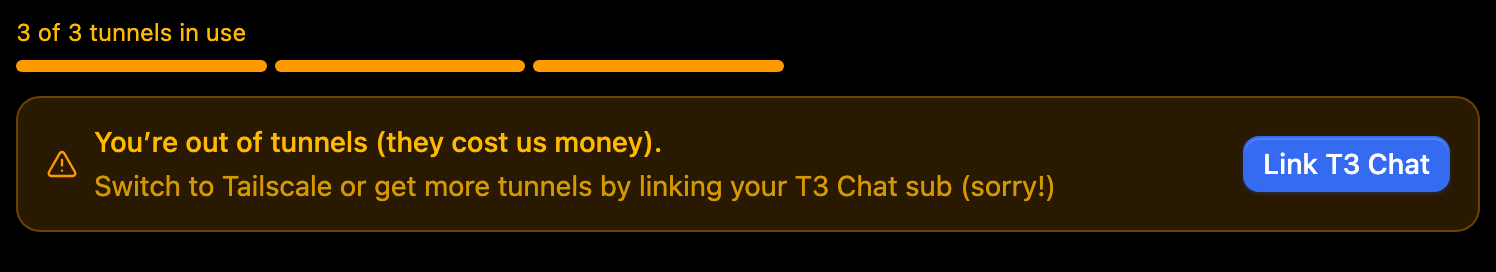 3 of 3 tunnels in use
You’re out of tunnels (they cost us money).
Switch to Tailscale or get more tunnels by linking your T3 Chat sub (sorry!)
Link T3 Chat